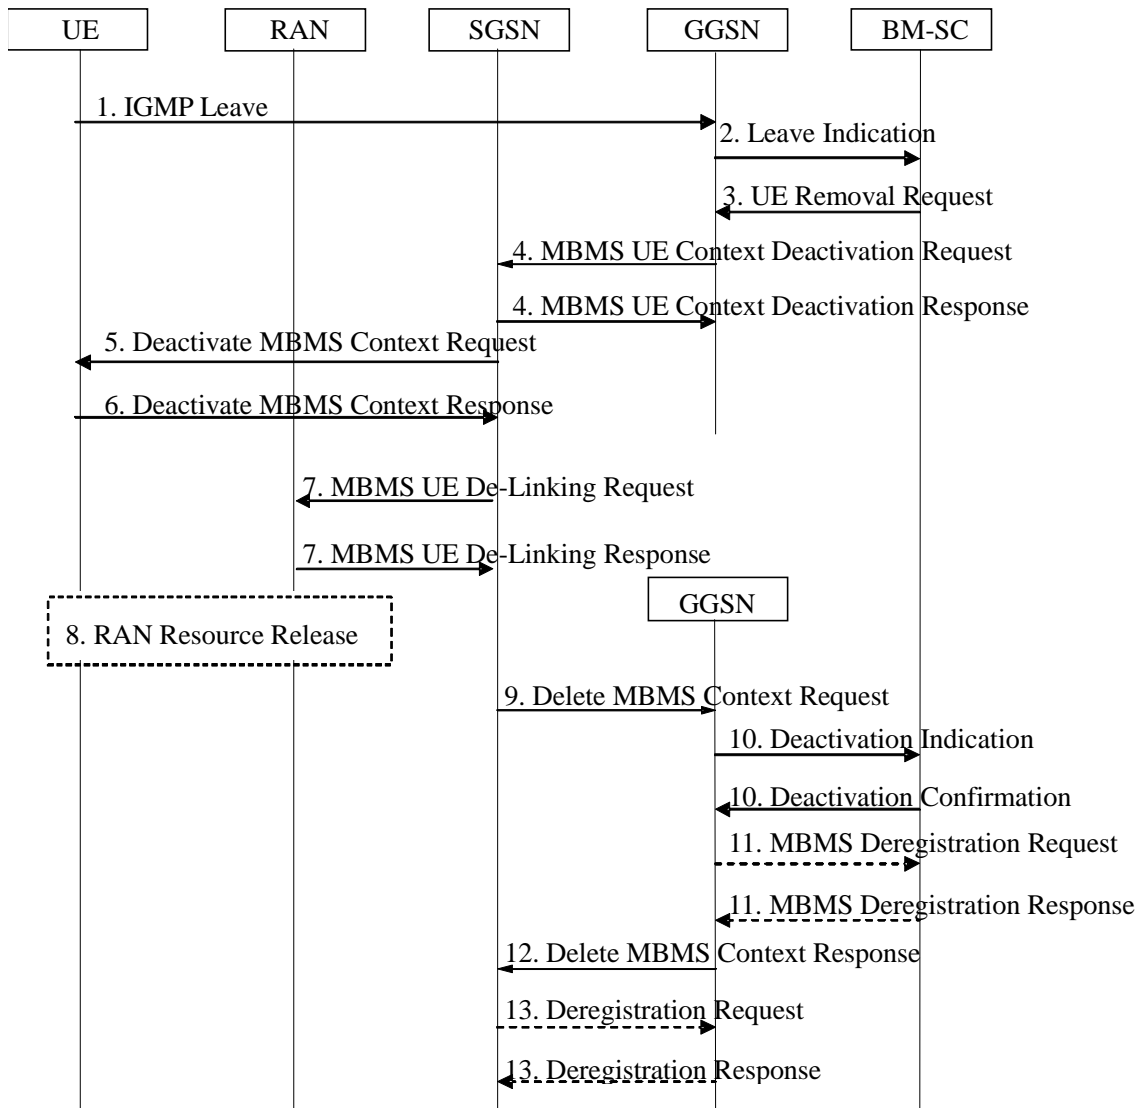 UE
RAN
SGSN
GGSN
BM-SC
1. IGMP Leave
2. Leave Indication
3. UE Removal Request
4. MBMS UE Context Deactivation Request
4. MBMS UE Context Deactivation Response
5. Deactivate MBMS Context Request
6. Deactivate MBMS Context Response
7. MBMS UE De-Linking Request
7. MBMS UE De-Linking Response
GGSN
8. RAN Resource Release
9. Delete MBMS Context Request
10. Deactivation Indication
10. Deactivation Confirmation
11. MBMS Deregistration Request
11. MBMS Deregistration Response
12. Delete MBMS Context Response
13. Deregistration Request
13. Deregistration Response